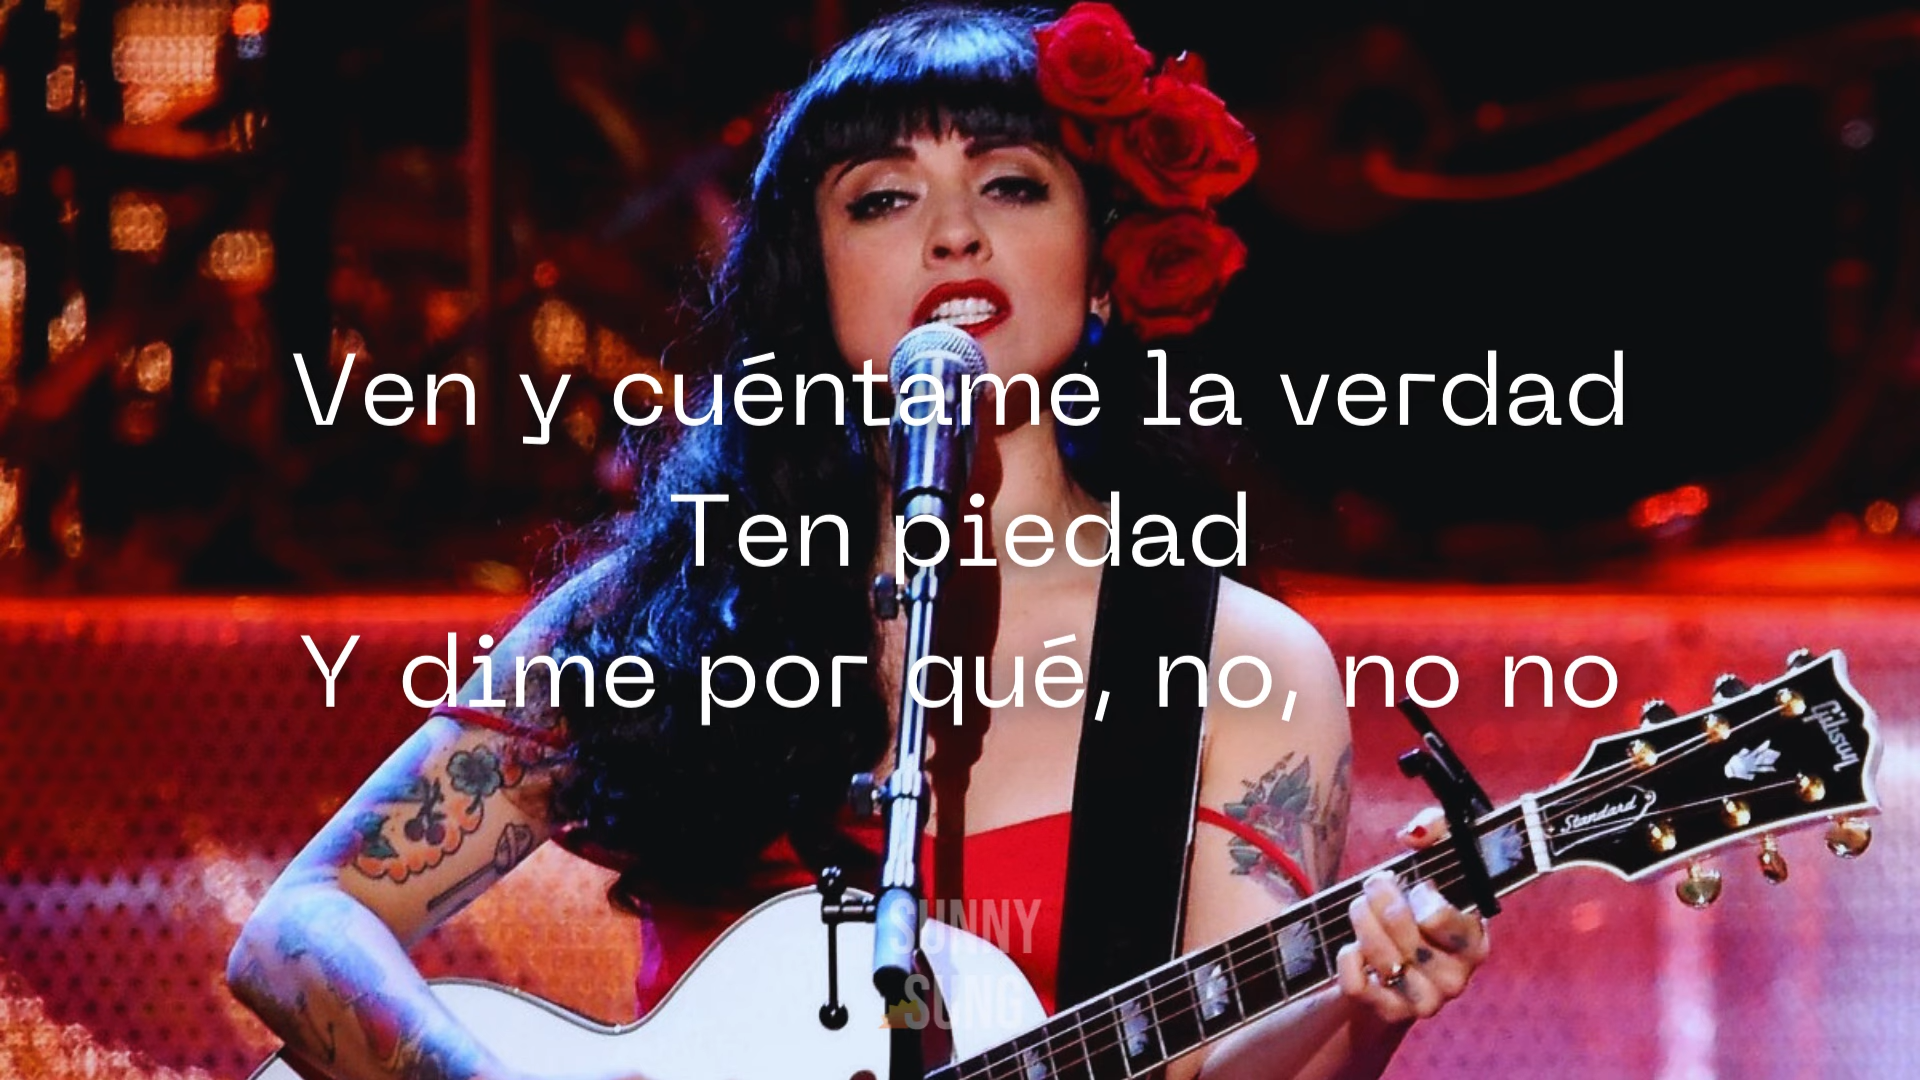 Ven y cuéntame la verdad
Ten piedad
Y dime por qué, no, no no
Gibson
Standard
SUNNY
SUNG